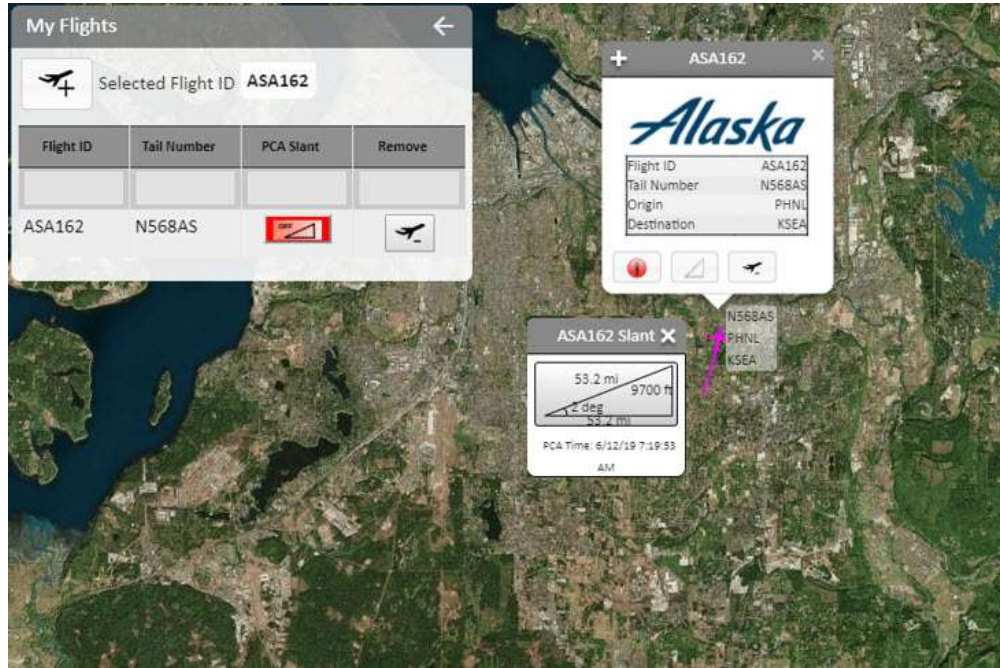 My Flights
Selected Flight ID ASA162
Flight ID Tail Number PCA Slant Remove
ASA162 N568AS OFF
ASA162
Alaska
Flight ID ASA162
Tail Number N568AS
Origin PHNL
Destination KSEA
N568AS
PHNL
KSEA
ASA162 Slant
53.2 mi
9700 ft
2 deg
53.2 mi
PCA Time: 6/12/19 7:19:53
AM